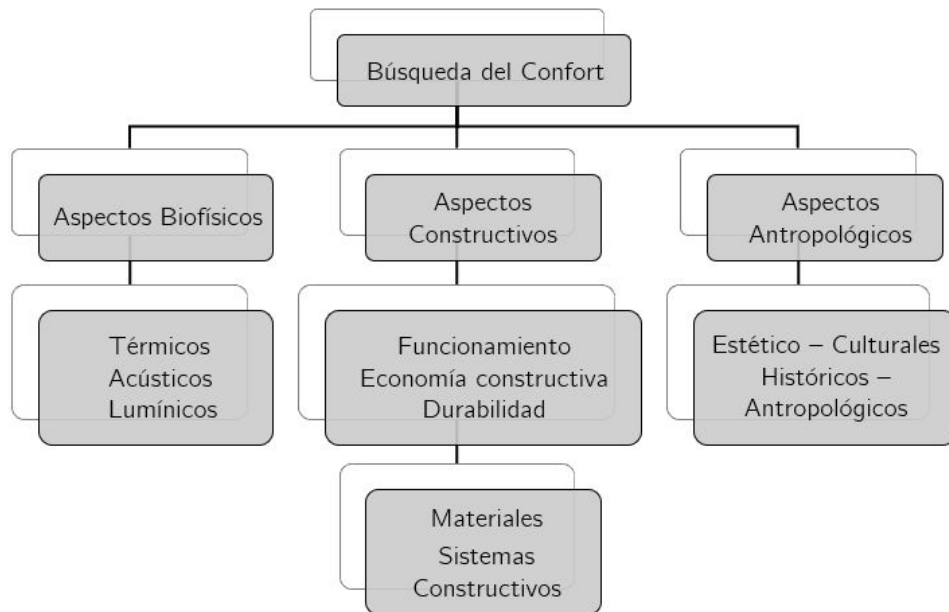 Búsqueda del Confort
Aspectos Biofísicos
Aspectos
Constructivos
Aspectos
Antropológicos
Térmicos
Acústicos
Lumínicos
Funcionamiento
Economía constructiva
Durabilidad
Estético – Culturales
Históricos –
Antropológicos
Materiales
Sistemas
Constructivos